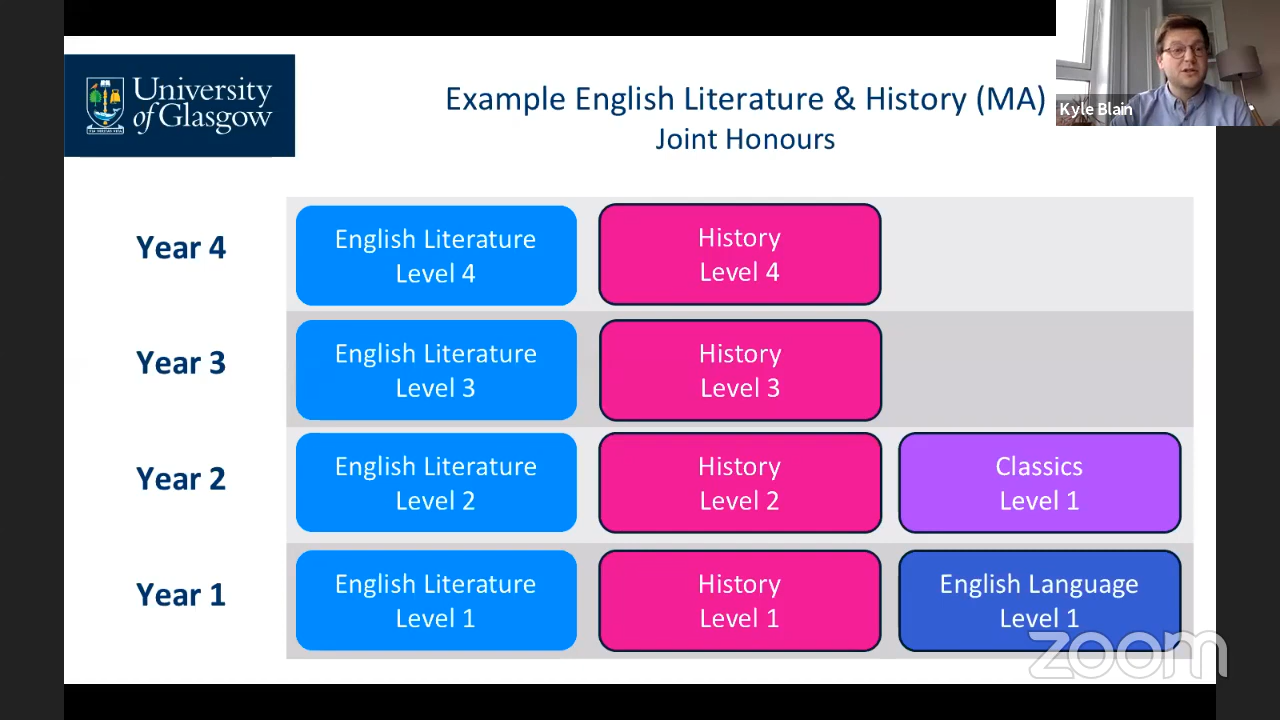 University
of Glasgow
Example English Literature & History (MA)
Joint Honours
Kyle Blain
Year 4
English Literature
Level 4
History
Level 4
Year 3
English Literature
Level 3
History
Level 3
Year 2
English Literature
Level 2
History
Level 2
Classics
Level 1
Year 1
English Literature
Level 1
History
Level 1
English Language
Level 1
zoom